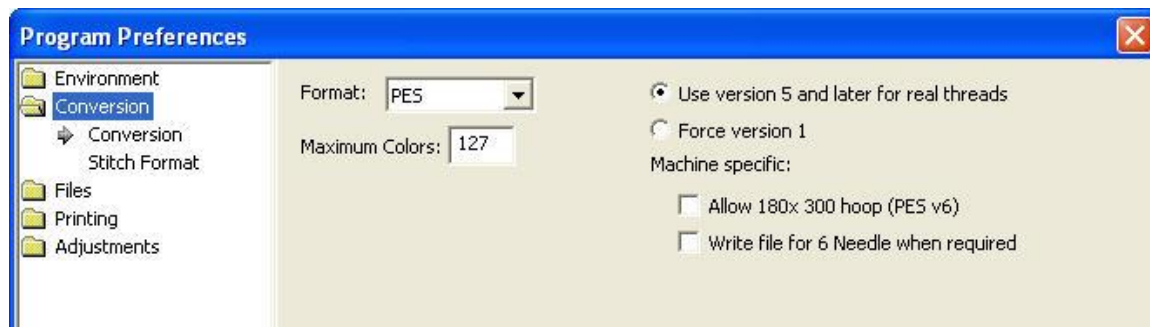 Program Preferences
Environment
Conversion
Conversion
Stitch Format
Files
Printing
Adjustments
Format: PES
Maximum Colors: 127
Use version 5 and later for real threads
Force version 1
Machine specific:
Allow 180x 300 hoop (PES v6)
Write file for 6 Needle when required